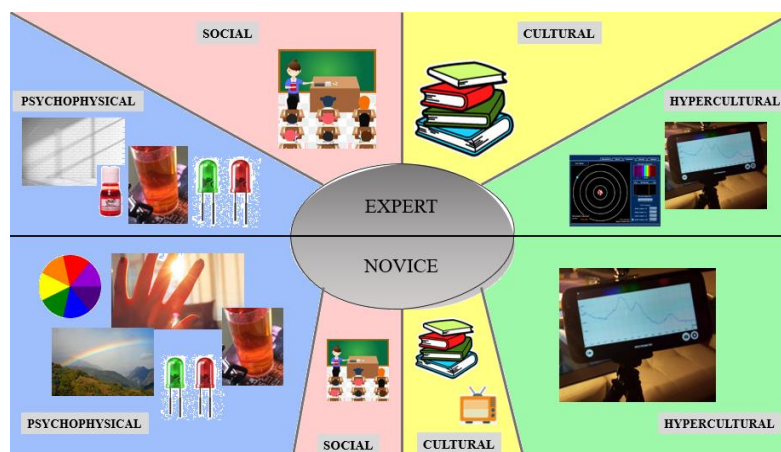 SOCIAL
CULTURAL
PSYCHOPHYSICAL
HYPERCULTURAL
EXPERT
NOVICE
PSYCHOPHYSICAL
SOCIAL
CULTURAL
HYPERCULTURAL